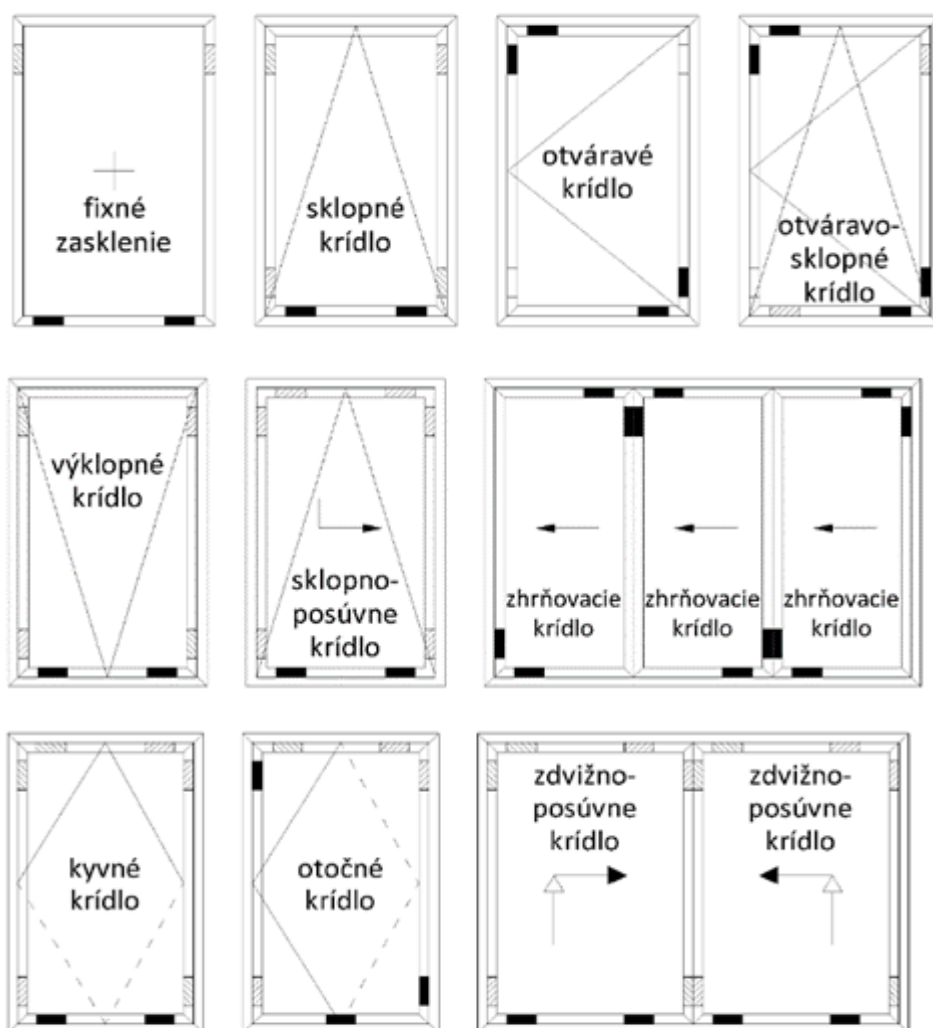 fixné
zasklenie
sklopné
krídlo
otváravé
krídlo
otváravo-
sklopné
krídlo
výklopné
krídlo
sklopno-
posúvne
krídlo
zhrňovacie
krídlo
zhrňovacie
krídlo
zhrňovacie
krídlo
kyvné
krídlo
otočné
krídlo
zdvižno-
posúvne
krídlo
zdvižno-
posúvne
krídlo